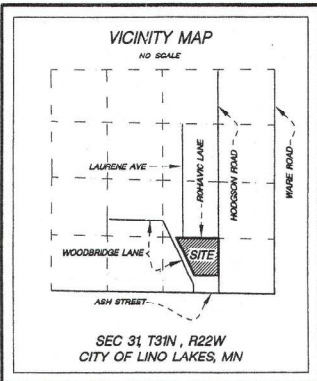 VICINITY MAP
NO SCALE
LAURENE AVE
ROHAVIC LANE
HODGSON ROAD
WARE ROAD
WOODBRIDGE LANE
SITE
ASH STREET
SEC 31, T31N , R22W
CITY OF LINO LAKES, MN